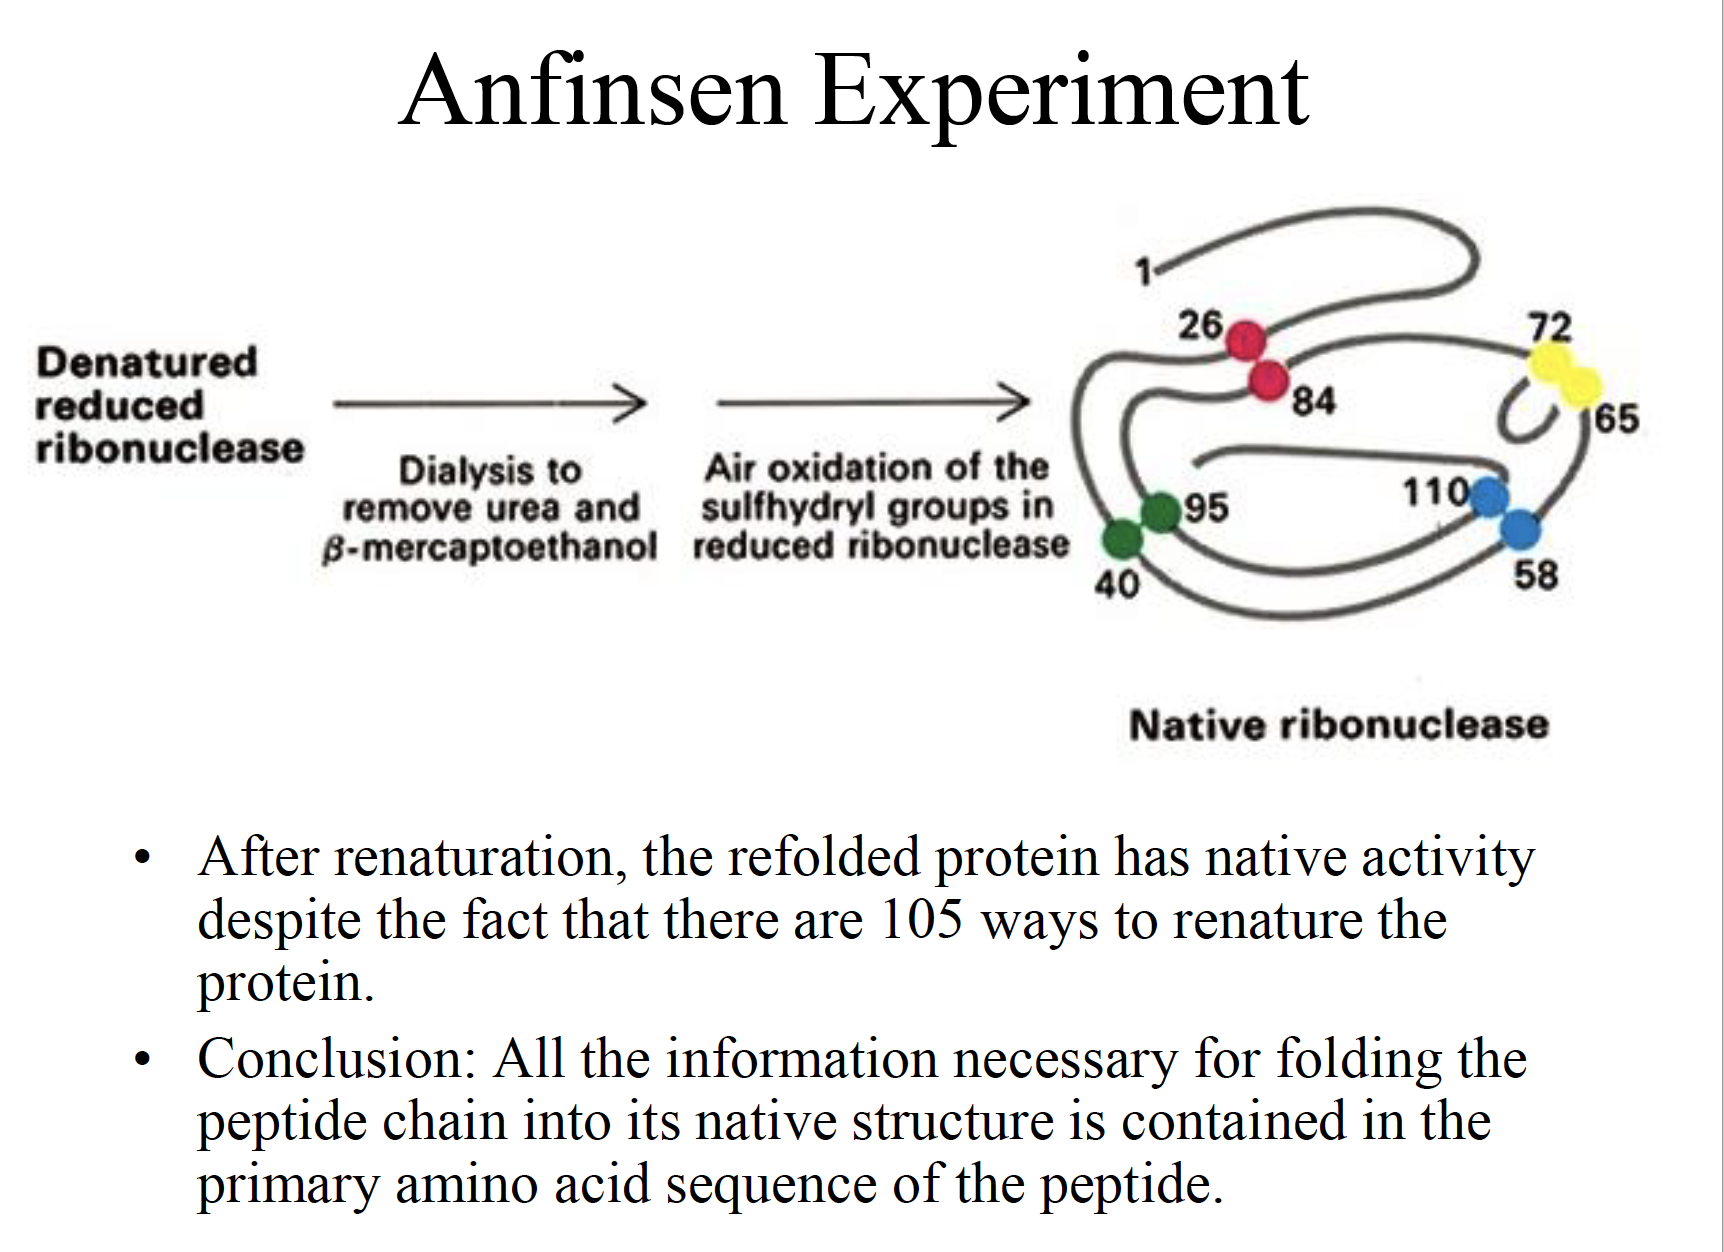 Anfinsen Experiment
Denatured
reduced
ribonuclease
Dialysis to
remove urea and
β-mercaptoethanol
Air oxidation of the
sulfhydryl groups in
reduced ribonuclease
1
26
84
72
65
95
110
40
58
Native ribonuclease
• After renaturation, the refolded protein has native activity
despite the fact that there are 105 ways to renature the
protein.
• Conclusion: All the information necessary for folding the
peptide chain into its native structure is contained in the
primary amino acid sequence of the peptide.